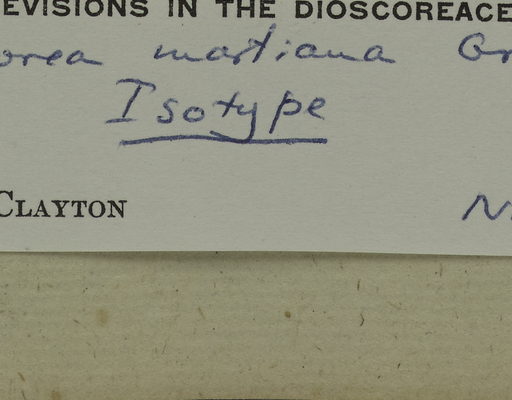 EVISIONS IN THE DIOSCOREACE
orea martiana Gr
Isotype
CLAYTON N